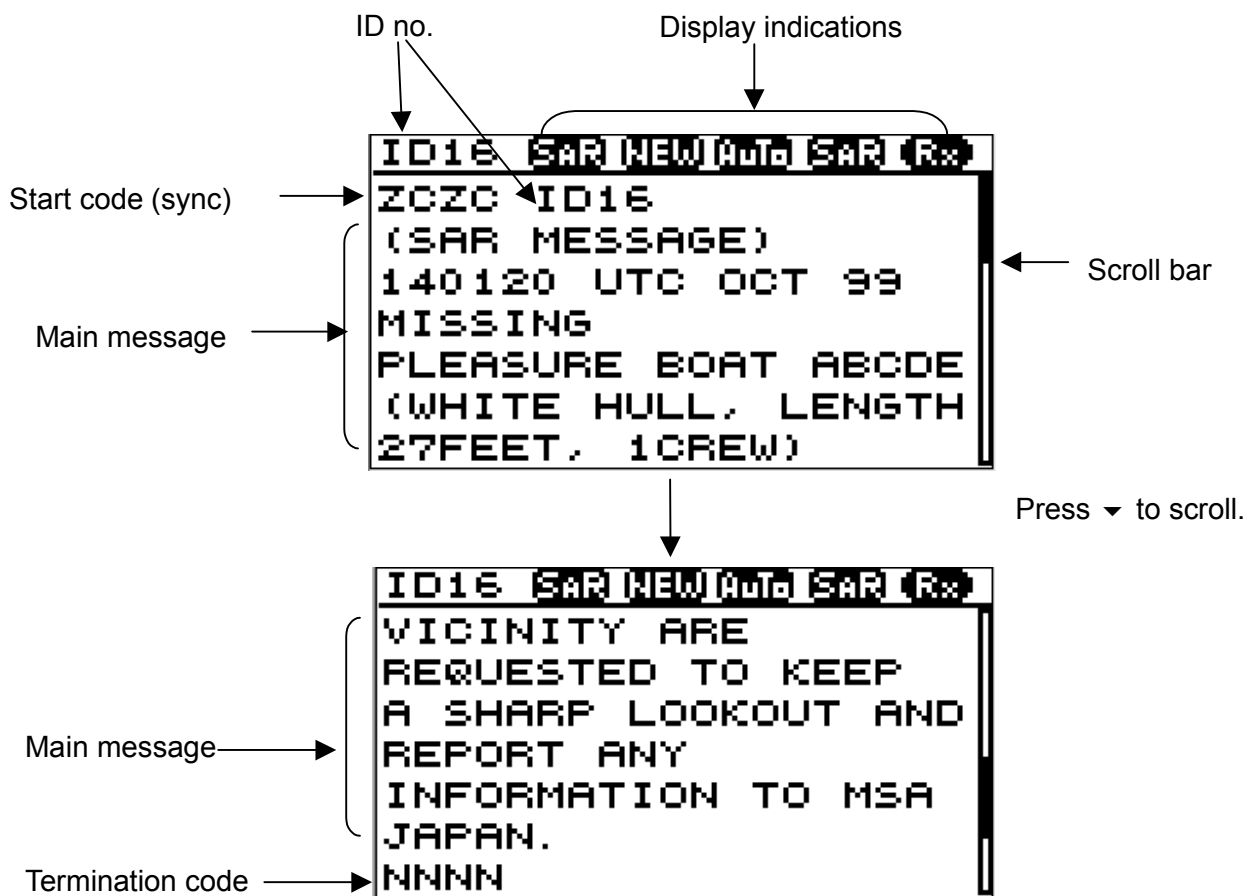 ID no.
Display indications
ID16 SAR NEW AuTo SAR Rx
Start code (sync)
ZCZC ID16
(SAR MESSAGE)
140120 UTC OCT 99
Scroll bar
MISSING
Main message
PLEASURE BOAT ABCDE
(WHITE HULL, LENGTH
27FEET, 1CREW)
Press ▼ to scroll.
ID16 SAR NEW AuTo SAR Rx
VICINITY ARE
REQUESTED TO KEEP
A SHARP LOOKOUT AND
Main message
REPORT ANY
INFORMATION TO MSA
JAPAN.
Termination code
NNNN